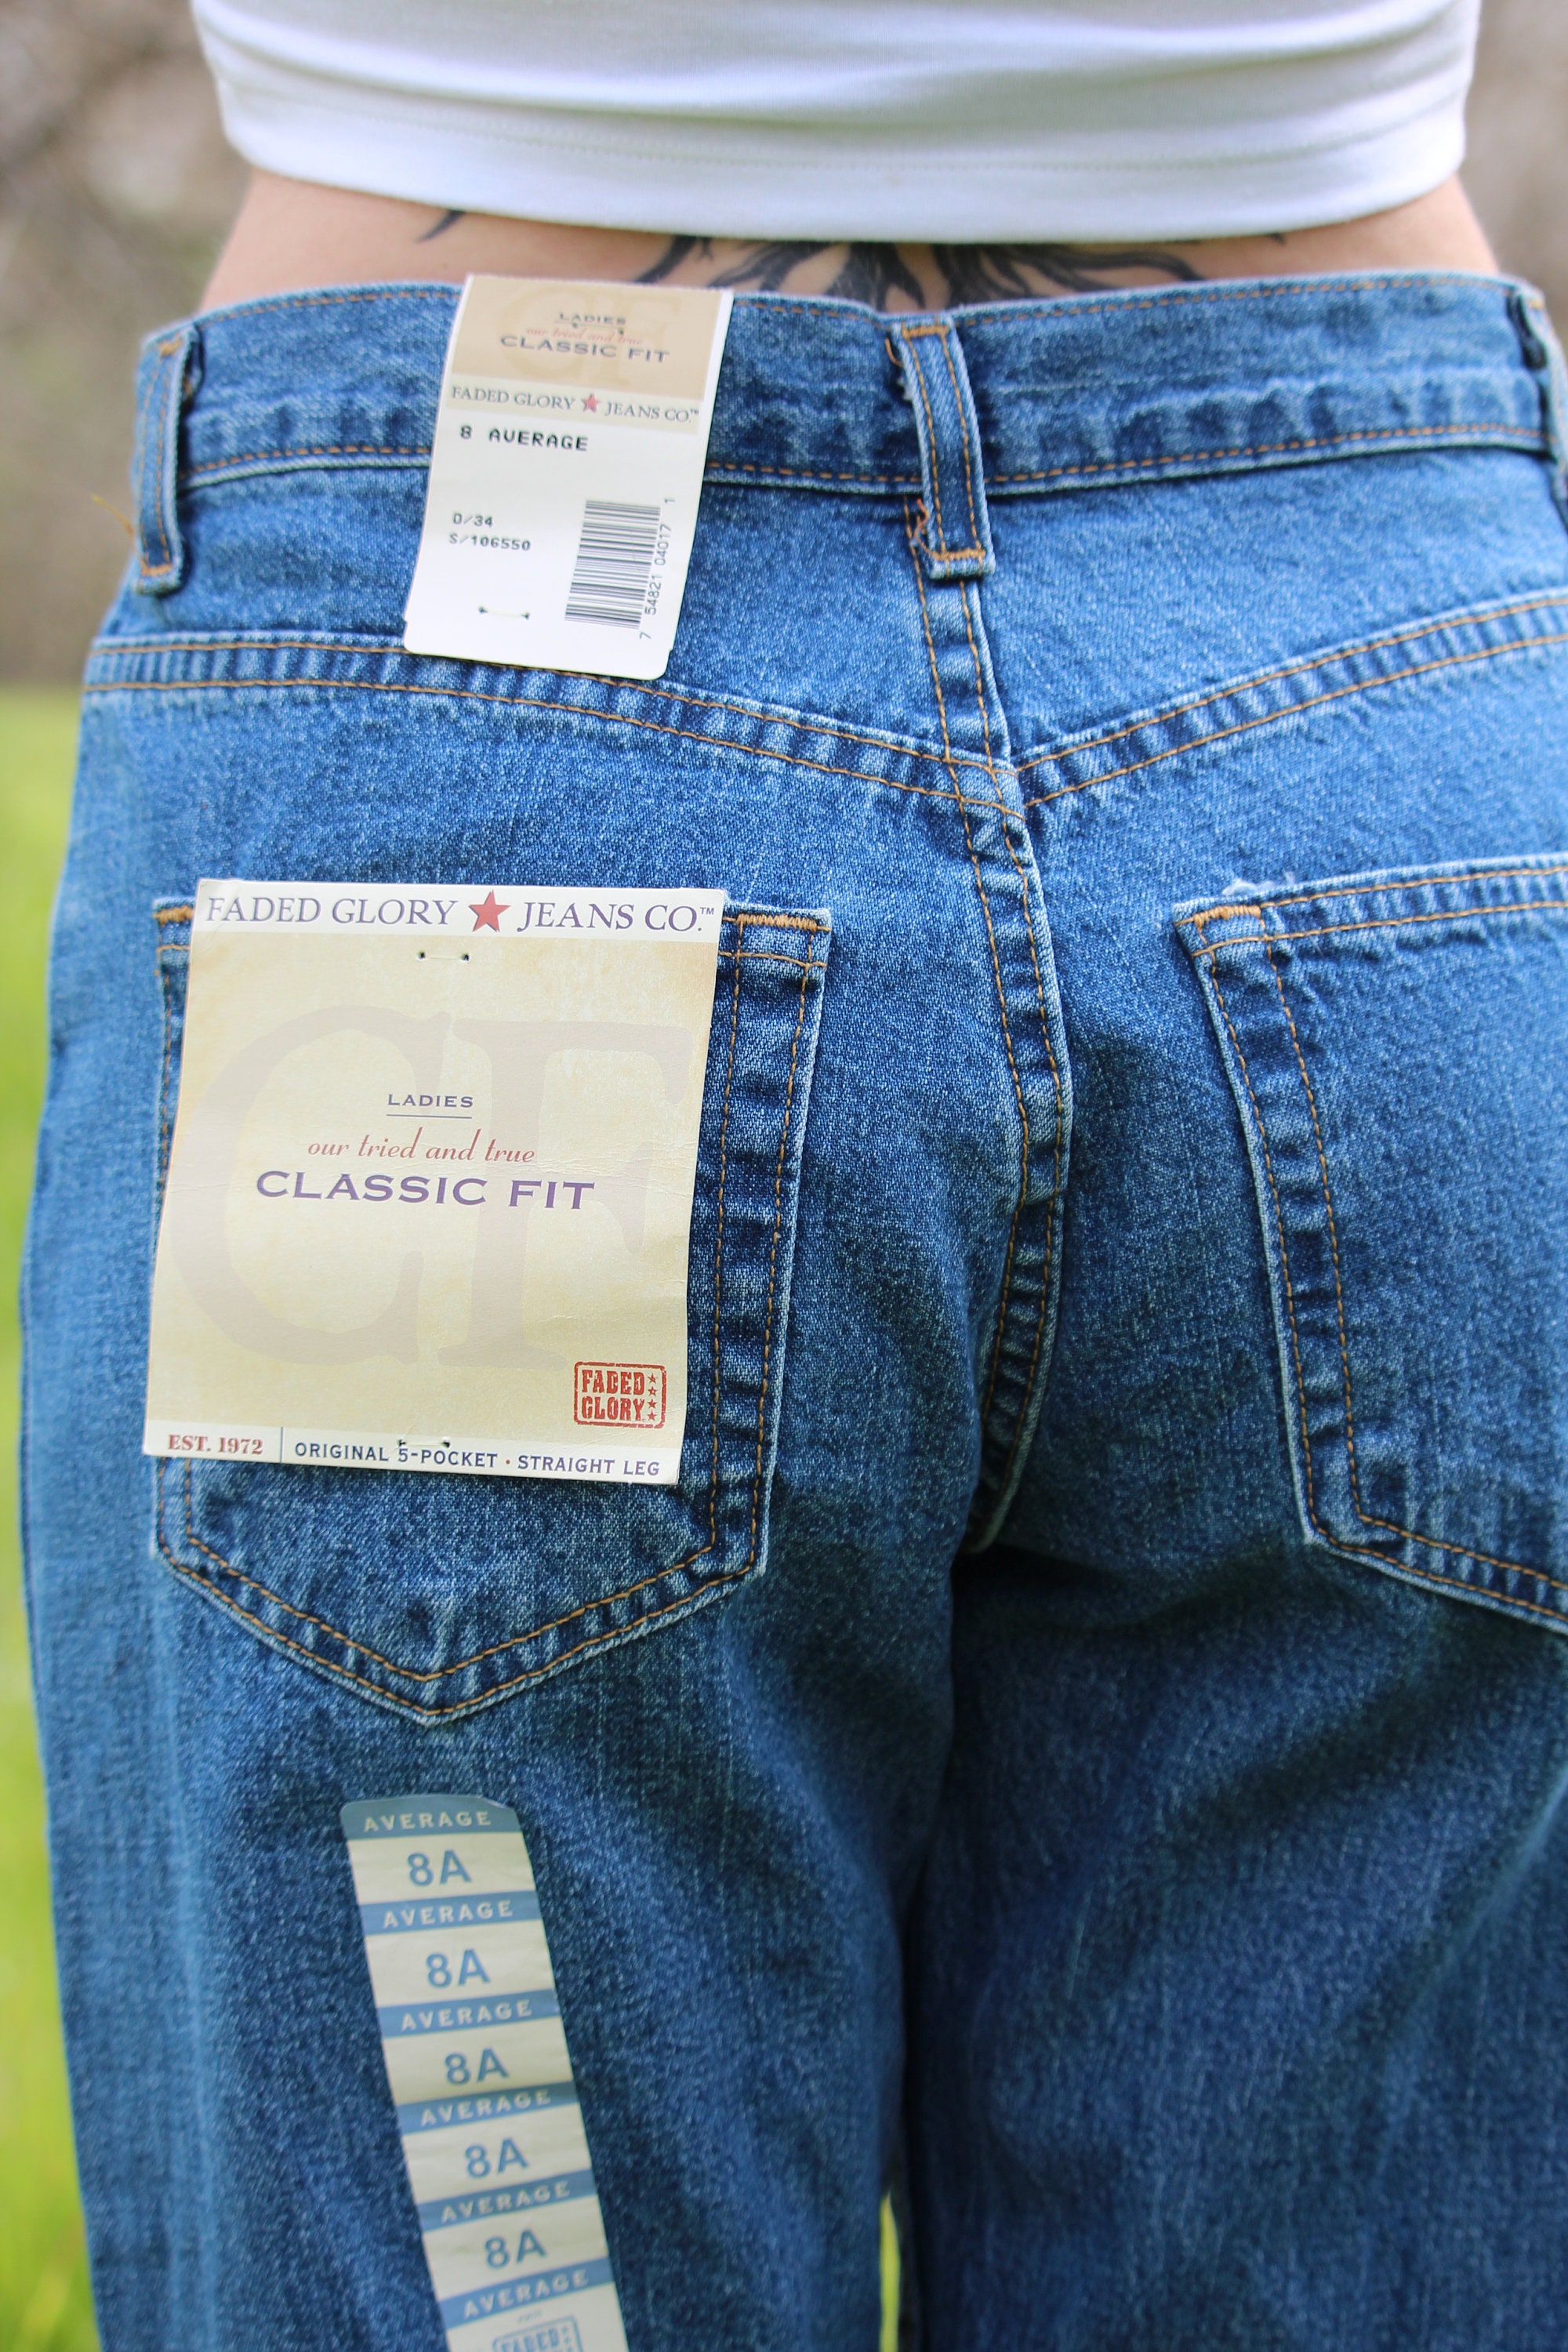 LADIES
our tried and true
CLASSIC FIT
FADED GLORY ★ JEANS CO.™
8 AVERAGE
D/34
S/106550
7 54821 04017 1
FADED GLORY ★ JEANS CO.™
LADIES
our tried and true
CLASSIC FIT
CF
FADED
GLORY
EST. 1972
ORIGINAL 5-POCKET • STRAIGHT LEG
AVERAGE
8A
AVERAGE
8A
AVERAGE
8A
AVERAGE
8A
AVERAGE
8A
AVERAGE
FADED